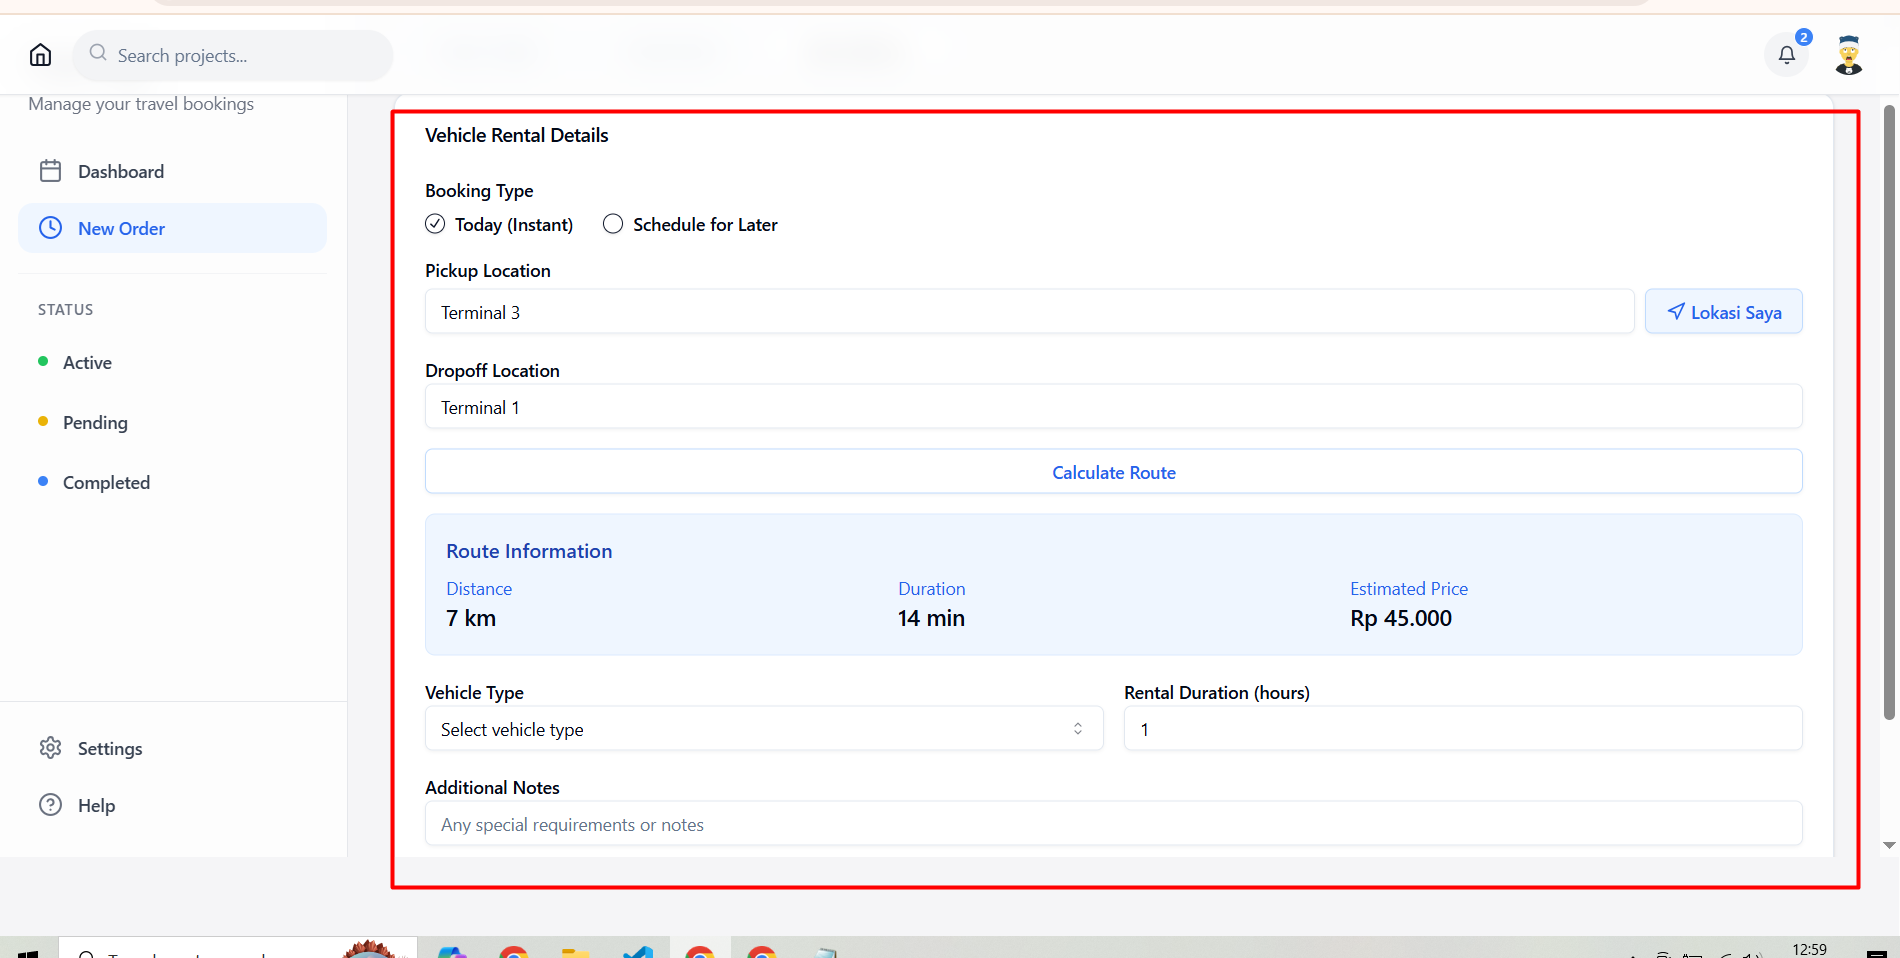 Search projects...
2
Manage your travel bookings
Dashboard
New Order
STATUS
Active
Pending
Completed
Settings
Help
Vehicle Rental Details
Booking Type
Today (Instant) Schedule for Later
Pickup Location
Terminal 3 Lokasi Saya
Dropoff Location
Terminal 1
Calculate Route
Route Information
Distance Duration Estimated Price
7 km 14 min Rp 45.000
Vehicle Type Rental Duration (hours)
Select vehicle type 1
Additional Notes
Any special requirements or notes
12:59